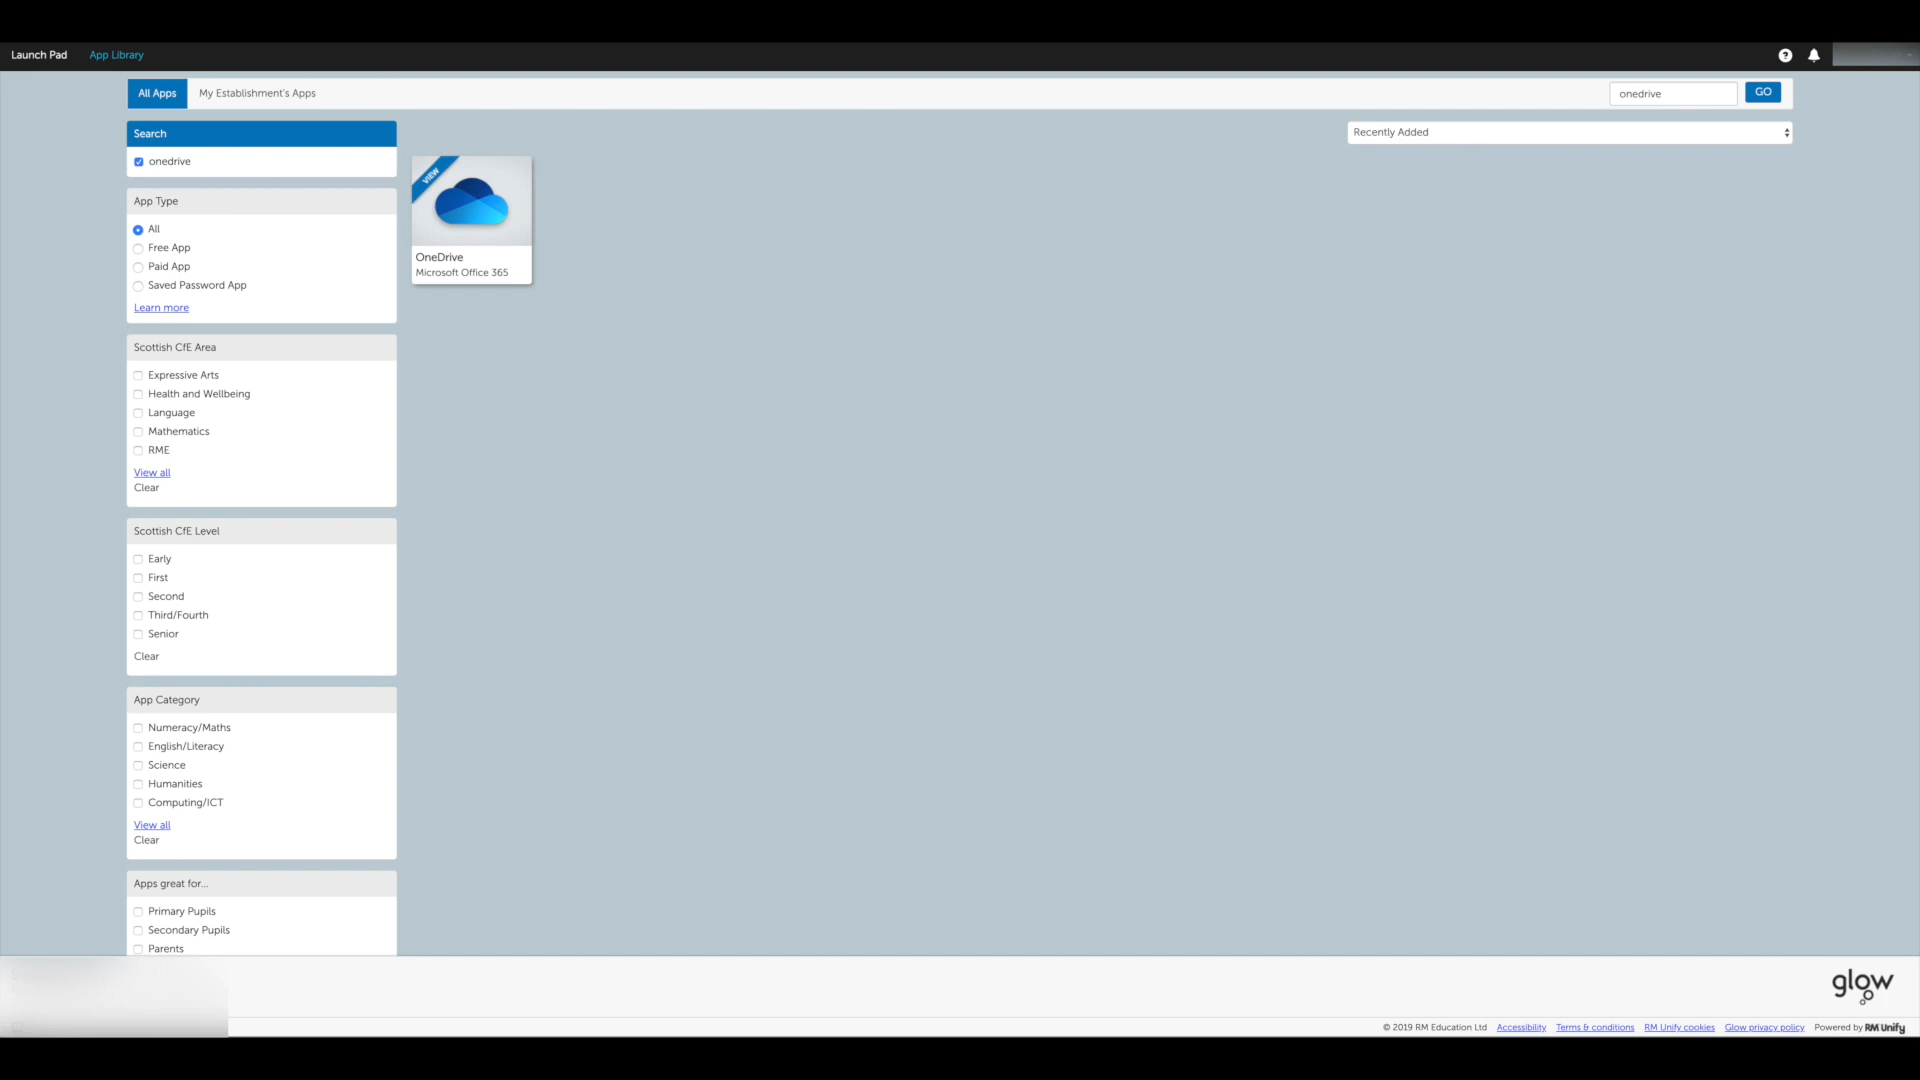 Launch Pad App Library
All Apps My Establishment's Apps onedrive GO
Search
onedrive
Recently Added
VIEW
OneDrive
Microsoft Office 365
App Type
All
Free App
Paid App
Saved Password App
Learn more
Scottish CfE Area
Expressive Arts
Health and Wellbeing
Language
Mathematics
RME
View all
Clear
Scottish CfE Level
Early
First
Second
Third/Fourth
Senior
Clear
App Category
Numeracy/Maths
English/Literacy
Science
Humanities
Computing/ICT
View all
Clear
Apps great for...
Primary Pupils
Secondary Pupils
Parents
glow
© 2019 RM Education Ltd Accessibility Terms & conditions RM Unify cookies Glow privacy policy Powered by RM Unify